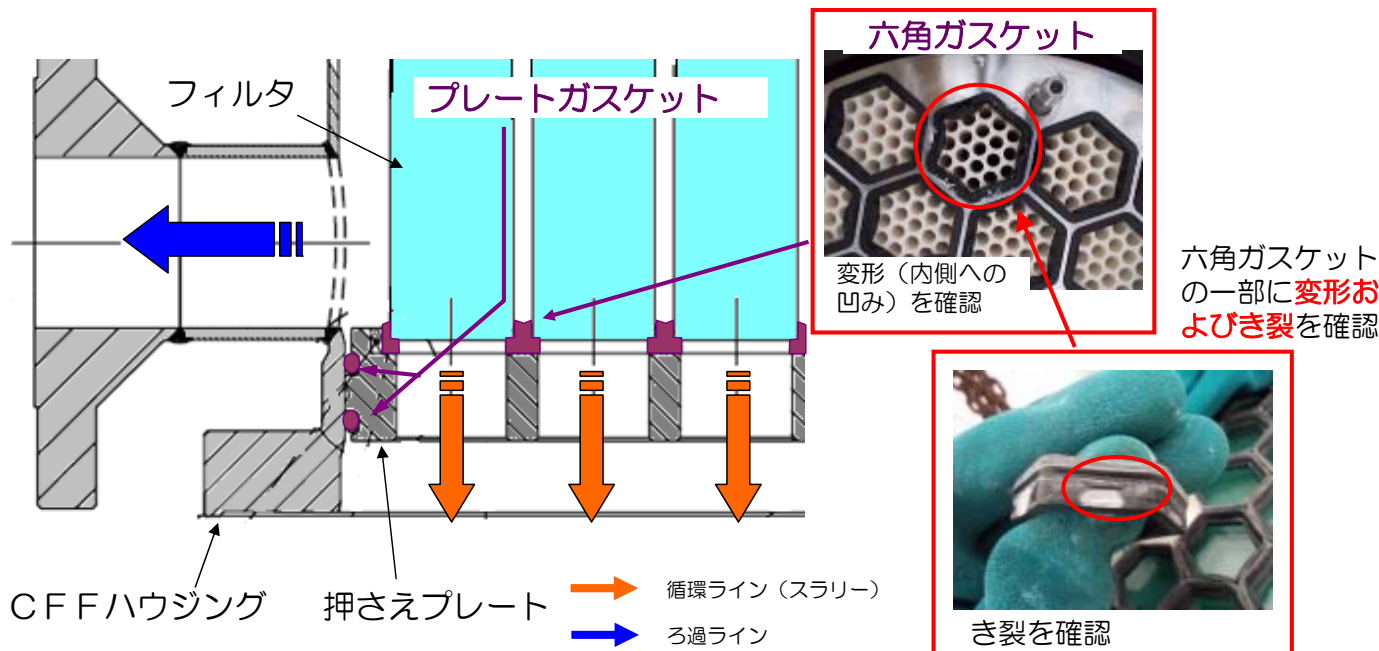 六角ガスケット
フィルタ
プレートガスケット
変形（内側への
凹み）を確認
六角ガスケット
の一部に変形お
よびき裂を確認
ＣＦＦハウジング
押さえプレート
循環ライン（スラリー）
ろ過ライン
き裂を確認